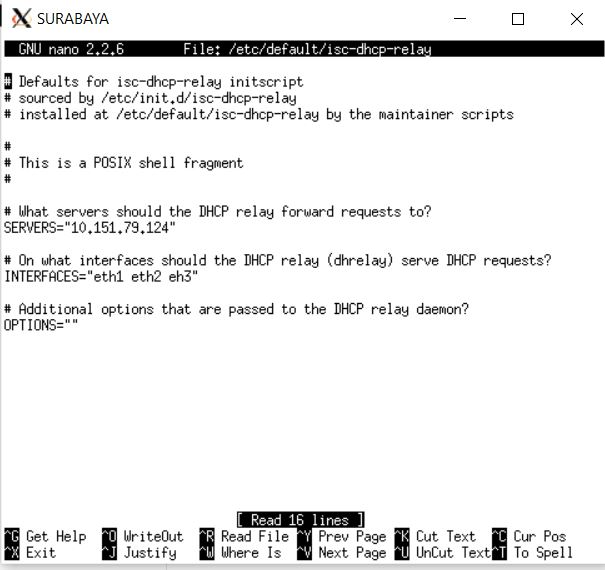 SURABAYA
GNU nano 2.2.6 File: /etc/default/isc-dhcp-relay
# Defaults for isc-dhcp-relay initscript
# sourced by /etc/init.d/isc-dhcp-relay
# installed at /etc/default/isc-dhcp-relay by the maintainer scripts
#
# This is a POSIX shell fragment
#
# What servers should the DHCP relay forward requests to?
SERVERS="10.151.79.124"
# On what interfaces should the DHCP relay (dhrelay) serve DHCP requests?
INTERFACES="eth1 eth2 eh3"
# Additional options that are passed to the DHCP relay daemon?
OPTIONS=""
[ Read 16 lines ]
^G Get Help ^O WriteOut ^R Read File ^Y Prev Page ^K Cut Text ^C Cur Pos
^X Exit ^J Justify ^W Where Is ^V Next Page ^U UnCut Text ^T To Spell